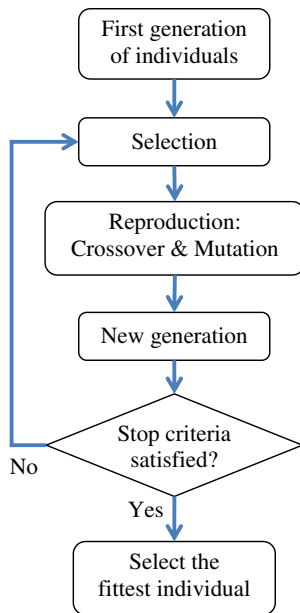 First generation
of individuals
Selection
Reproduction:
Crossover & Mutation
New generation
Stop criteria
satisfied?
No
Yes
Select the
fittest individual